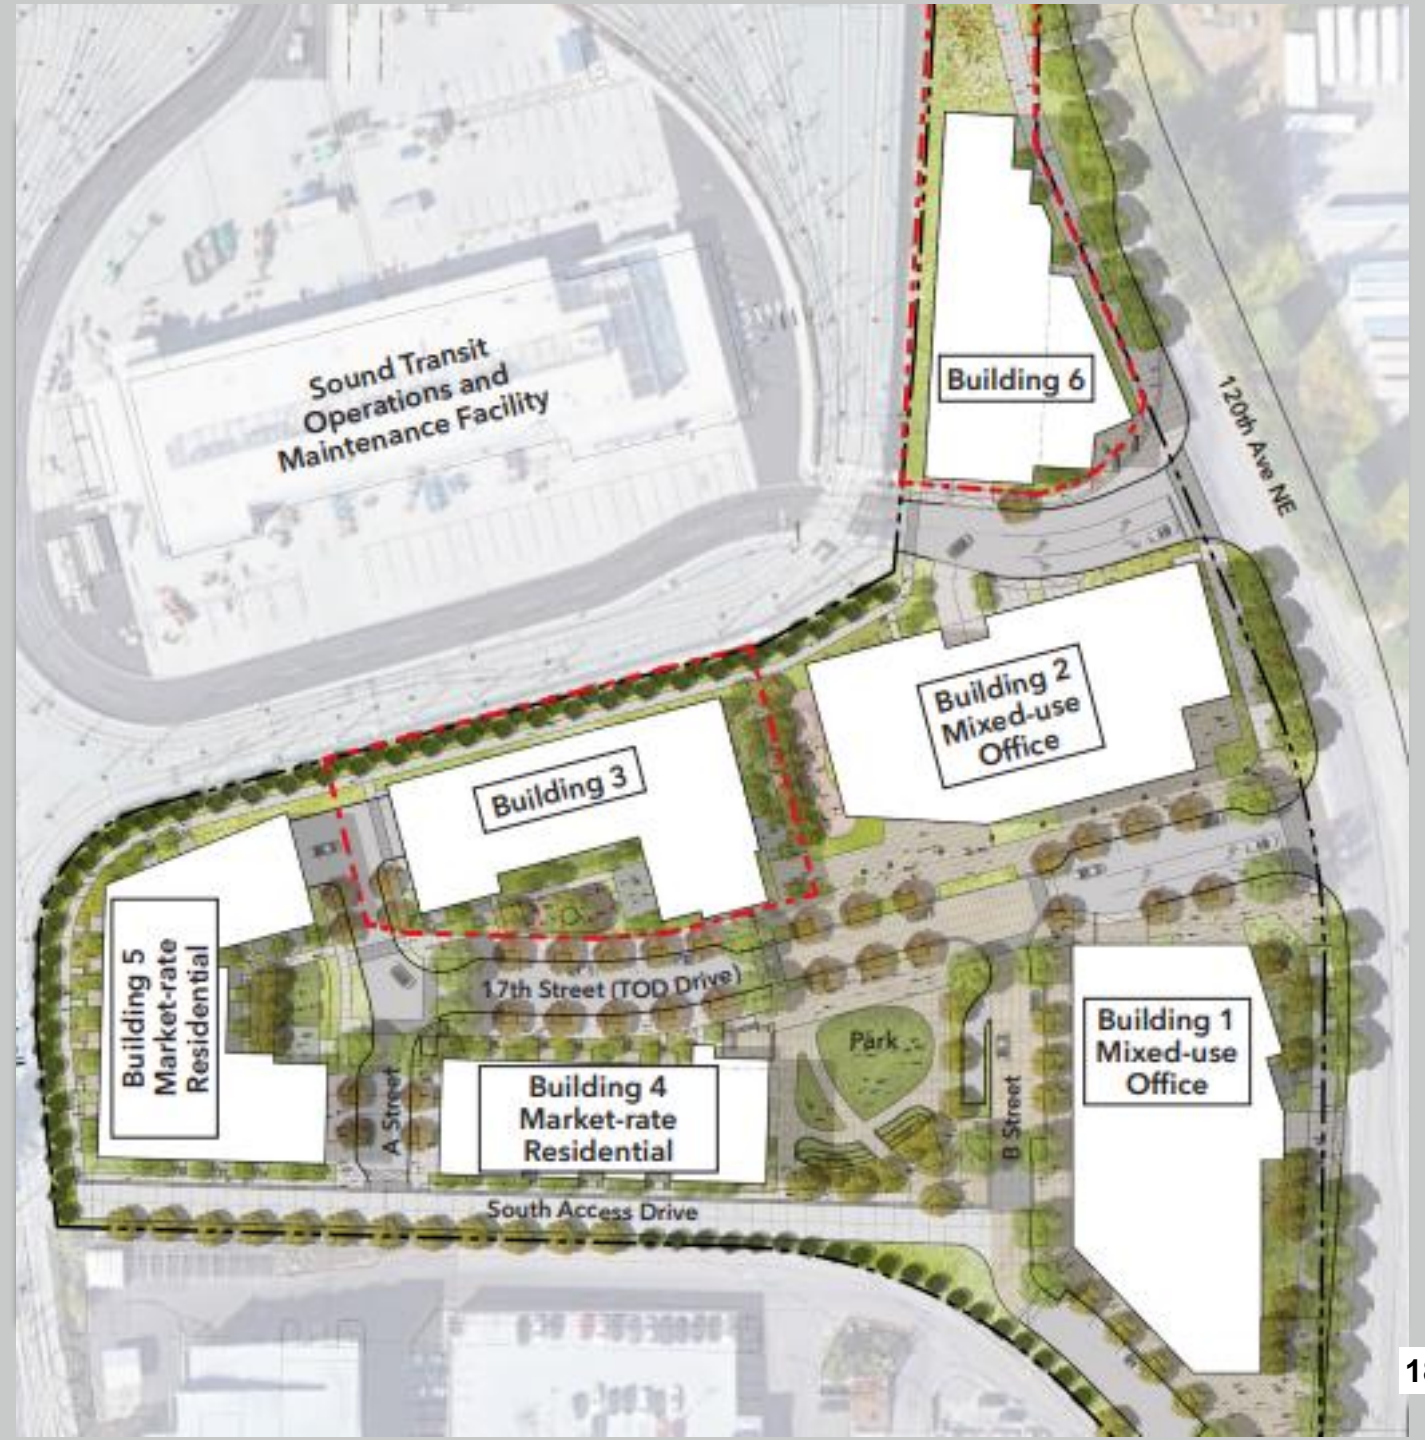 Sound Transit
Operations and
Maintenance Facility
Building 6
120th Ave NE
Building 2
Mixed-use
Office
Building 3
Building 5
Market-rate
Residential
17th Street (TOD Drive)
Park
Building 1
Mixed-use
Office
Building 4
Market-rate
Residential
A Street
B Street
South Access Drive